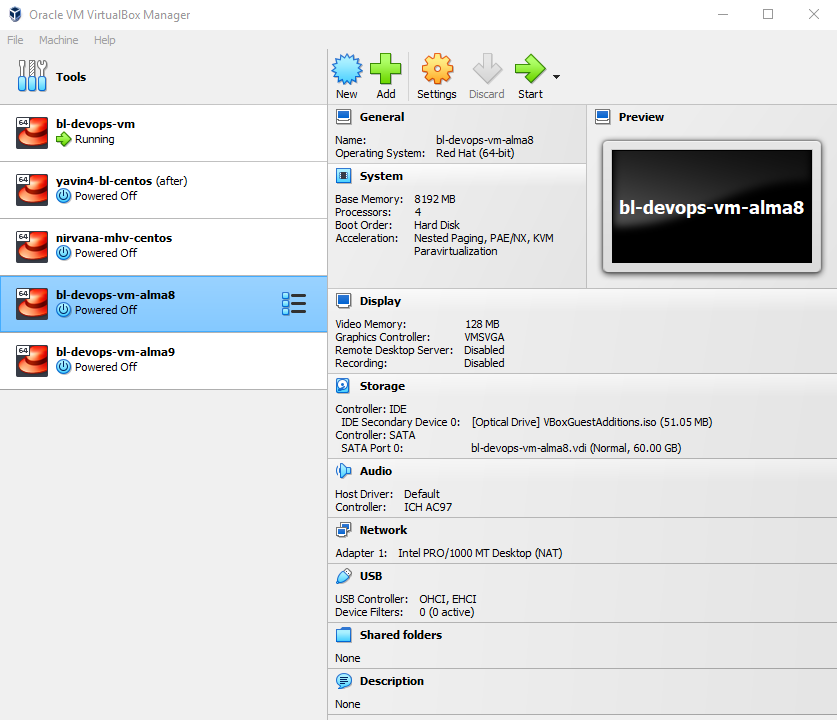 Oracle VM VirtualBox Manager
File Machine Help
Tools
New Add Settings Discard Start
64
bl-devops-vm
Running
64
yavin4-bl-centos (after)
Powered Off
64
nirvana-mhv-centos
Powered Off
64
bl-devops-vm-alma8
Powered Off
64
bl-devops-vm-alma9
Powered Off
General
Name: bl-devops-vm-alma8
Operating System: Red Hat (64-bit)
System
Base Memory: 8192 MB
Processors: 4
Boot Order: Hard Disk
Acceleration: Nested Paging, PAE/NX, KVM
Paravirtualization
Preview
bl-devops-vm-alma8
Display
Video Memory: 128 MB
Graphics Controller: VMSVGA
Remote Desktop Server: Disabled
Recording: Disabled
Storage
Controller: IDE
IDE Secondary Device 0: [Optical Drive] VBoxGuestAdditions.iso (51.05 MB)
Controller: SATA
SATA Port 0: bl-devops-vm-alma8.vdi (Normal, 60.00 GB)
Audio
Host Driver: Default
Controller: ICH AC97
Network
Adapter 1: Intel PRO/1000 MT Desktop (NAT)
USB
USB Controller: OHCI, EHCI
Device Filters: 0 (0 active)
Shared folders
None
Description
None